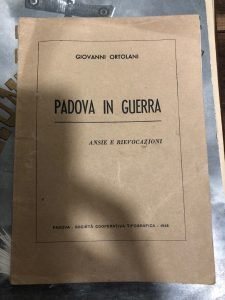 GIOVANNI ORTOLANI
PADOVA IN GUERRA
ANSIE E RIEVOCAZIONI
PADOVA - SOCIETÀ COOPERATIVA TIPOGRAFICA -